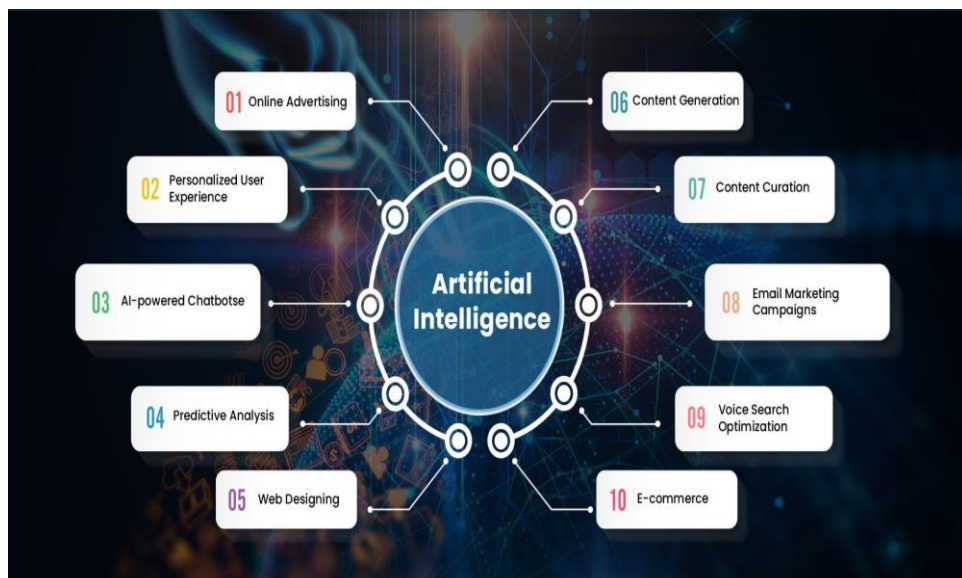 01 Online Advertising
02 Personalized User
Experience
03 AI-powered Chatbotse
04 Predictive Analysis
05 Web Designing
Artificial
Intelligence
06 Content Generation
07 Content Curation
08 Email Marketing
Campaigns
09 Voice Search
Optimization
10 E-commerce